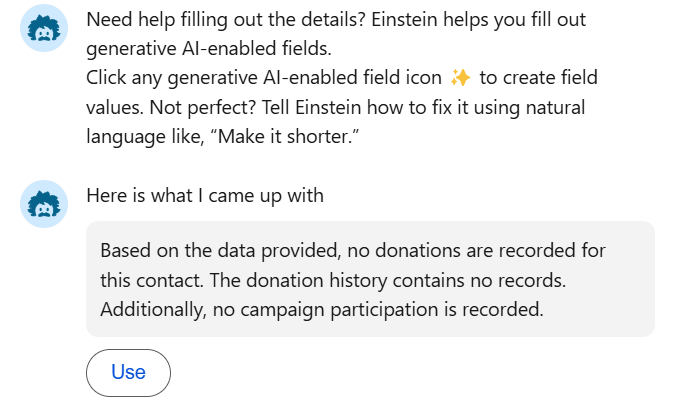 Need help filling out the details? Einstein helps you fill out
generative AI-enabled fields.
Click any generative AI-enabled field icon ✨ to create field
values. Not perfect? Tell Einstein how to fix it using natural
language like, “Make it shorter.”
Here is what I came up with
Based on the data provided, no donations are recorded for
this contact. The donation history contains no records.
Additionally, no campaign participation is recorded.
Use